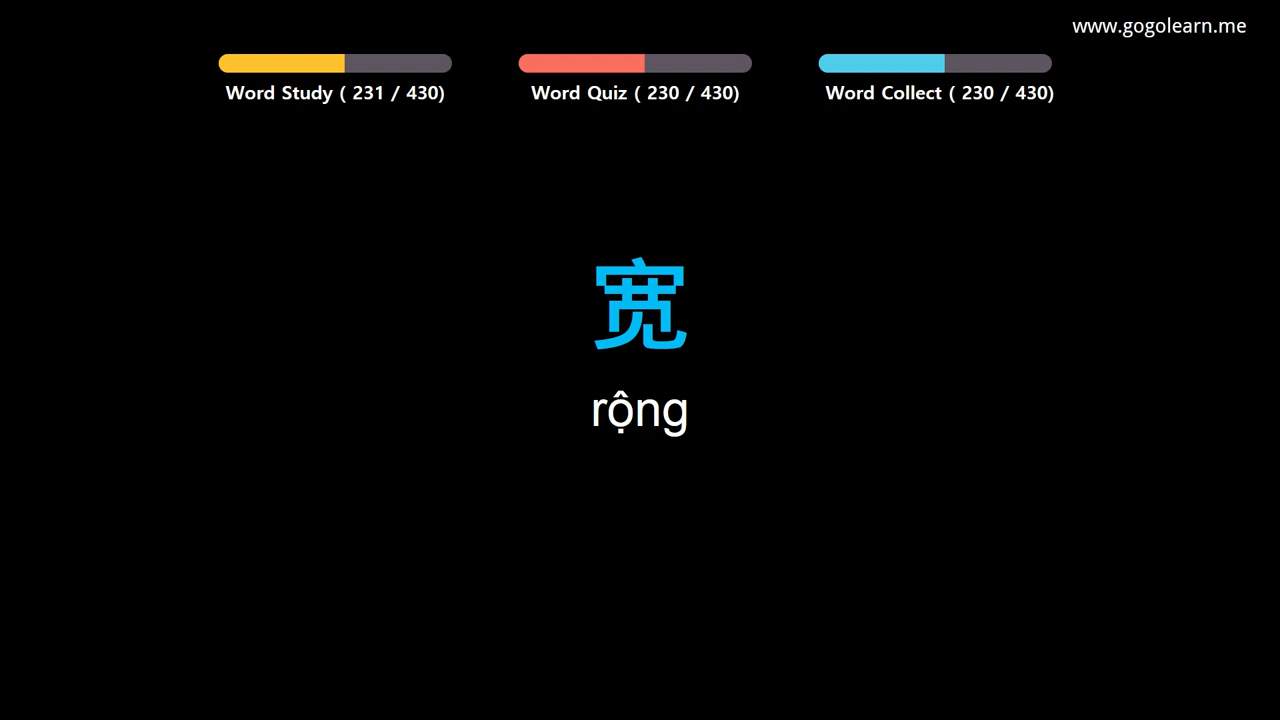 www.gogolearn.me
Word Study ( 231 / 430)
Word Quiz ( 230 / 430)
Word Collect ( 230 / 430)
宽
rộng